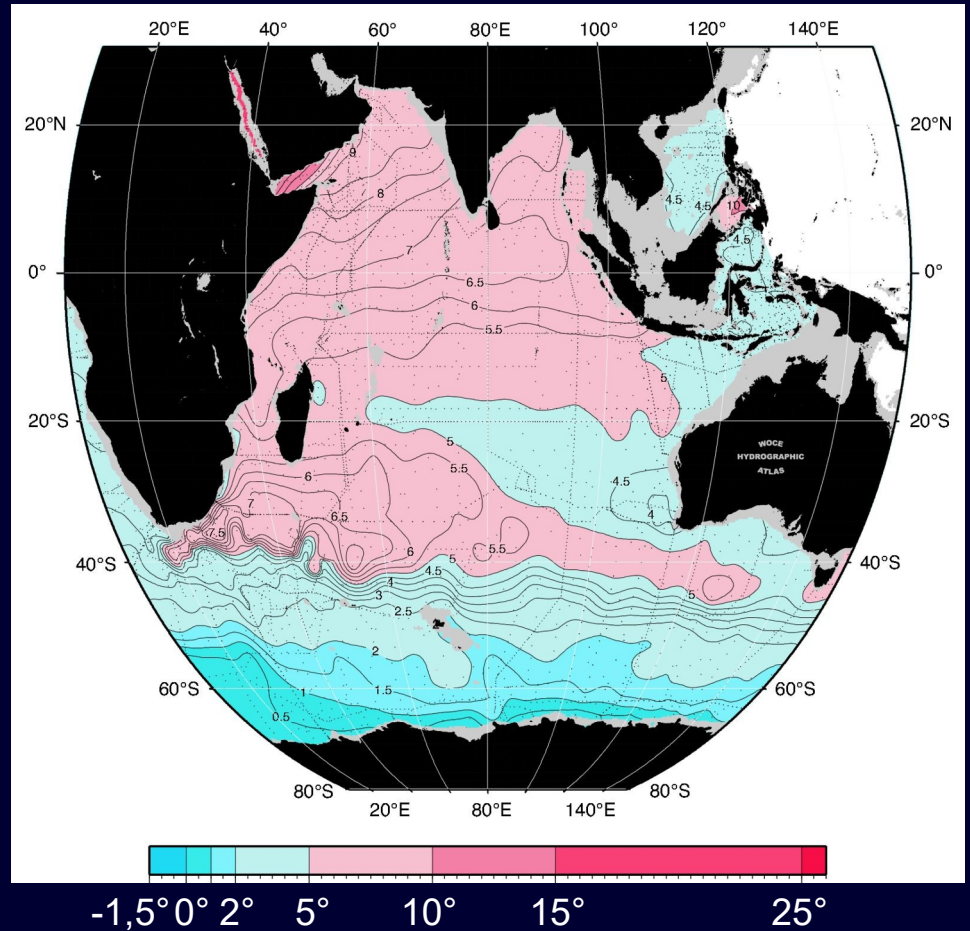 20°E 40°E 60°E 80°E 100°E 120°E 140°E
20°N 20°N
9
8
4.5 4.5 10
4.5
7
0° 0°
6.5
6
5.5
5
20°S 20°S
5
WOCE
HYDROGRAPHIC
ATLAS
5.5
6 4.5
7
6.5 4
7.5
6 5.5
5
40°S 4.5 40°S
4
3 5
2.5
2
2
60°S 1.5 60°S
1
0.5
80°S 80°S
20°E 80°E 140°E
-1,5° 0° 2° 5° 10° 15° 25°